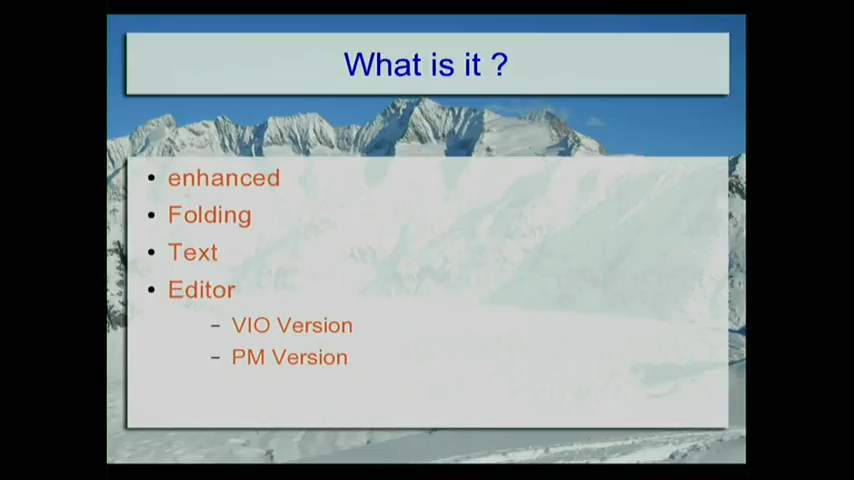 What is it ?
• enhanced
• Folding
• Text
• Editor
– VIO Version
– PM Version